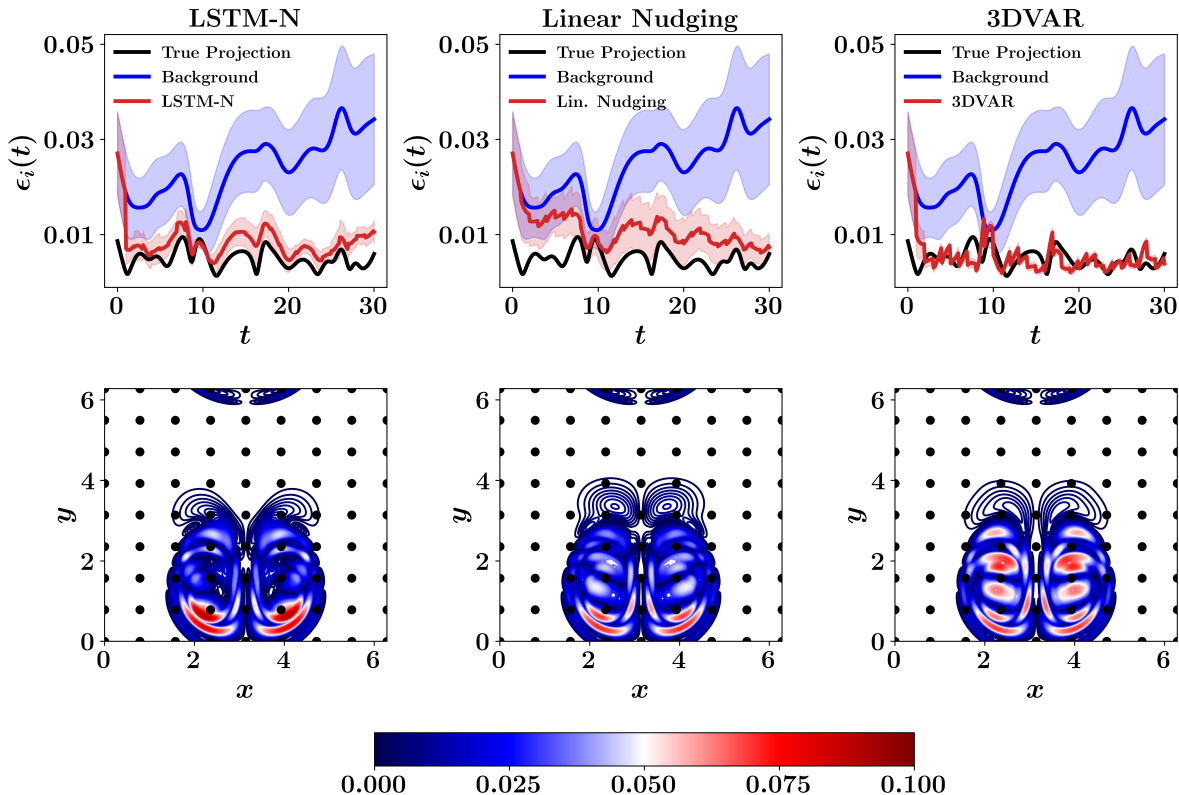 LSTM-N
0.05
0.03
0.01
ϵᵢ(t)
True Projection
Background
LSTM-N
0 10 20 30
t
Linear Nudging
0.05
0.03
0.01
ϵᵢ(t)
True Projection
Background
Lin. Nudging
0 10 20 30
t
3DVAR
0.05
0.03
0.01
ϵᵢ(t)
True Projection
Background
3DVAR
0 10 20 30
t
6
4
2
0
y
0 2 4 6
x
6
4
2
0
y
0 2 4 6
x
6
4
2
0
y
0 2 4 6
x
0.000 0.025 0.050 0.075 0.100